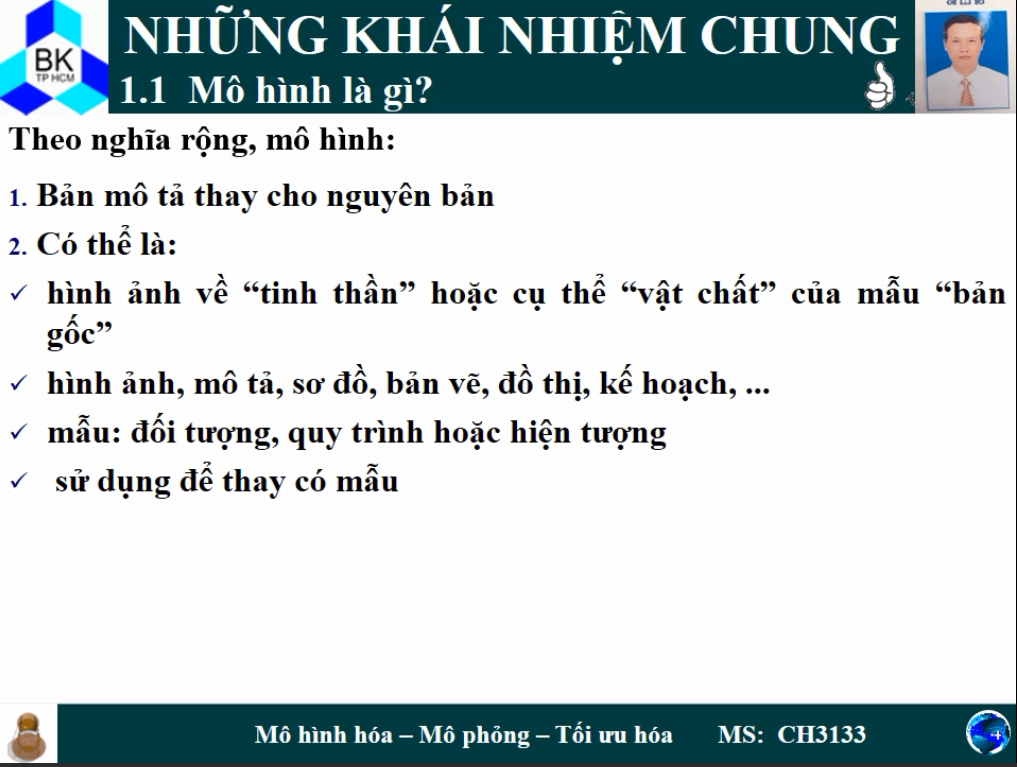 BK
TP HCM
NHỮNG KHÁI NIỆM CHUNG
1.1 Mô hình là gì?
Theo nghĩa rộng, mô hình:
1. Bản mô tả thay cho nguyên bản
2. Có thể là:
✓ hình ảnh về “tinh thần” hoặc cụ thể “vật chất” của mẫu “bản
gốc”
✓ hình ảnh, mô tả, sơ đồ, bản vẽ, đồ thị, kế hoạch, ...
✓ mẫu: đối tượng, quy trình hoặc hiện tượng
✓ sử dụng để thay có mẫu
Mô hình hóa – Mô phỏng – Tối ưu hóa MS: CH3133